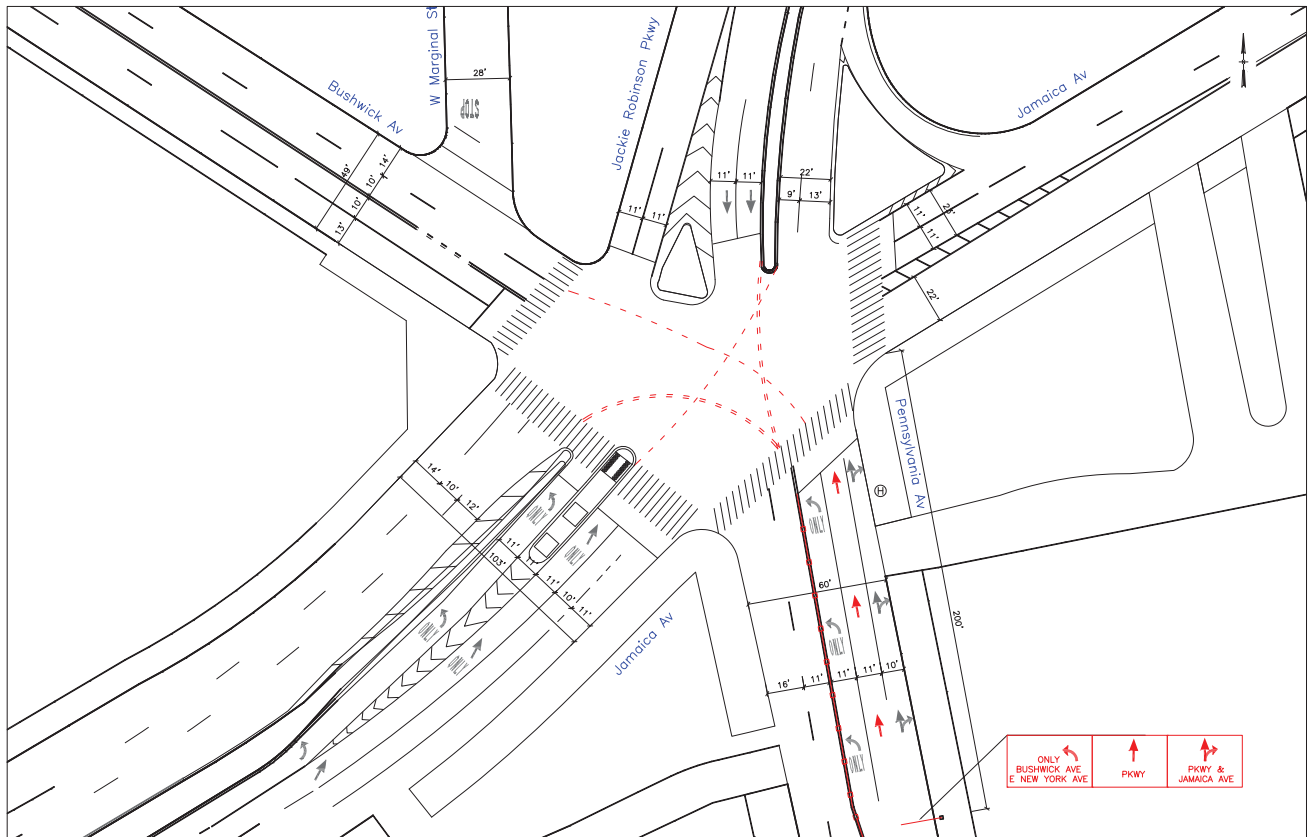 W Marginal St
Bushwick Av
Jackie Robinson Pkwy
Jamaica Av
28'
STOP
49'
14'
10'
10'
13'
11'
11'
11'
11'
22'
9'
13'
11'
11'
25'
22'
Pennsylvania Av
H
14'
10'
12'
103'
11'
11'
11'
10'
11'
ONLY
ONLY
ONLY
ONLY
Jamaica Av
ONLY
ONLY
ONLY
60'
16'
11'
11'
11'
10'
200'
ONLY
BUSHWICK AVE
E NEW YORK AVE
PKWY
PKWY &
JAMAICA AVE